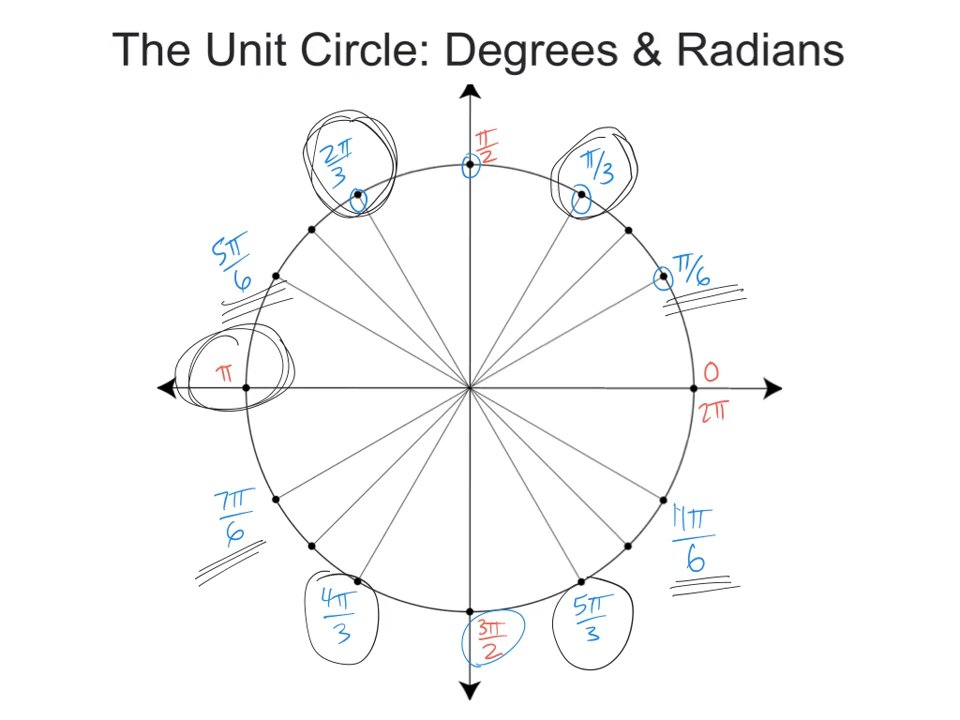 The Unit Circle: Degrees & Radians
π/2
2π/3
π/3
5π/6
π/6
π
0
2π
7π/6
11π/6
4π/3
5π/3
3π/2